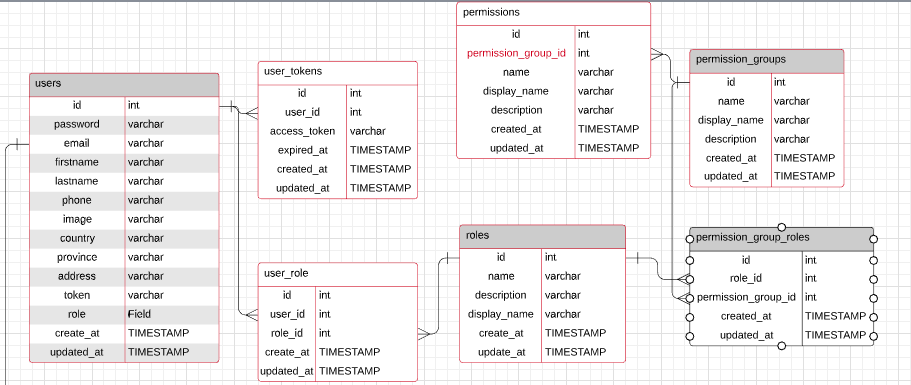 users
id int
password varchar
email varchar
firstname varchar
lastname varchar
phone varchar
image varchar
country varchar
province varchar
address varchar
token varchar
role Field
create_at TIMESTAMP
updated_at TIMESTAMP
user_tokens
id int
user_id int
access_token varchar
expired_at TIMESTAMP
created_at TIMESTAMP
updated_at TIMESTAMP
user_role
id int
user_id int
role_id int
create_at TIMESTAMP
updated_at TIMESTAMP
permissions
id int
permission_group_id int
name varchar
display_name varchar
description varchar
created_at TIMESTAMP
updated_at TIMESTAMP
roles
id int
name varchar
description varchar
display_name varchar
create_at TIMESTAMP
update_at TIMESTAMP
permission_groups
id int
name varchar
display_name varchar
description varchar
created_at TIMESTAMP
updated_at TIMESTAMP
permission_group_roles
id int
role_id int
permission_group_id int
created_at TIMESTAMP
updated_at TIMESTAMP